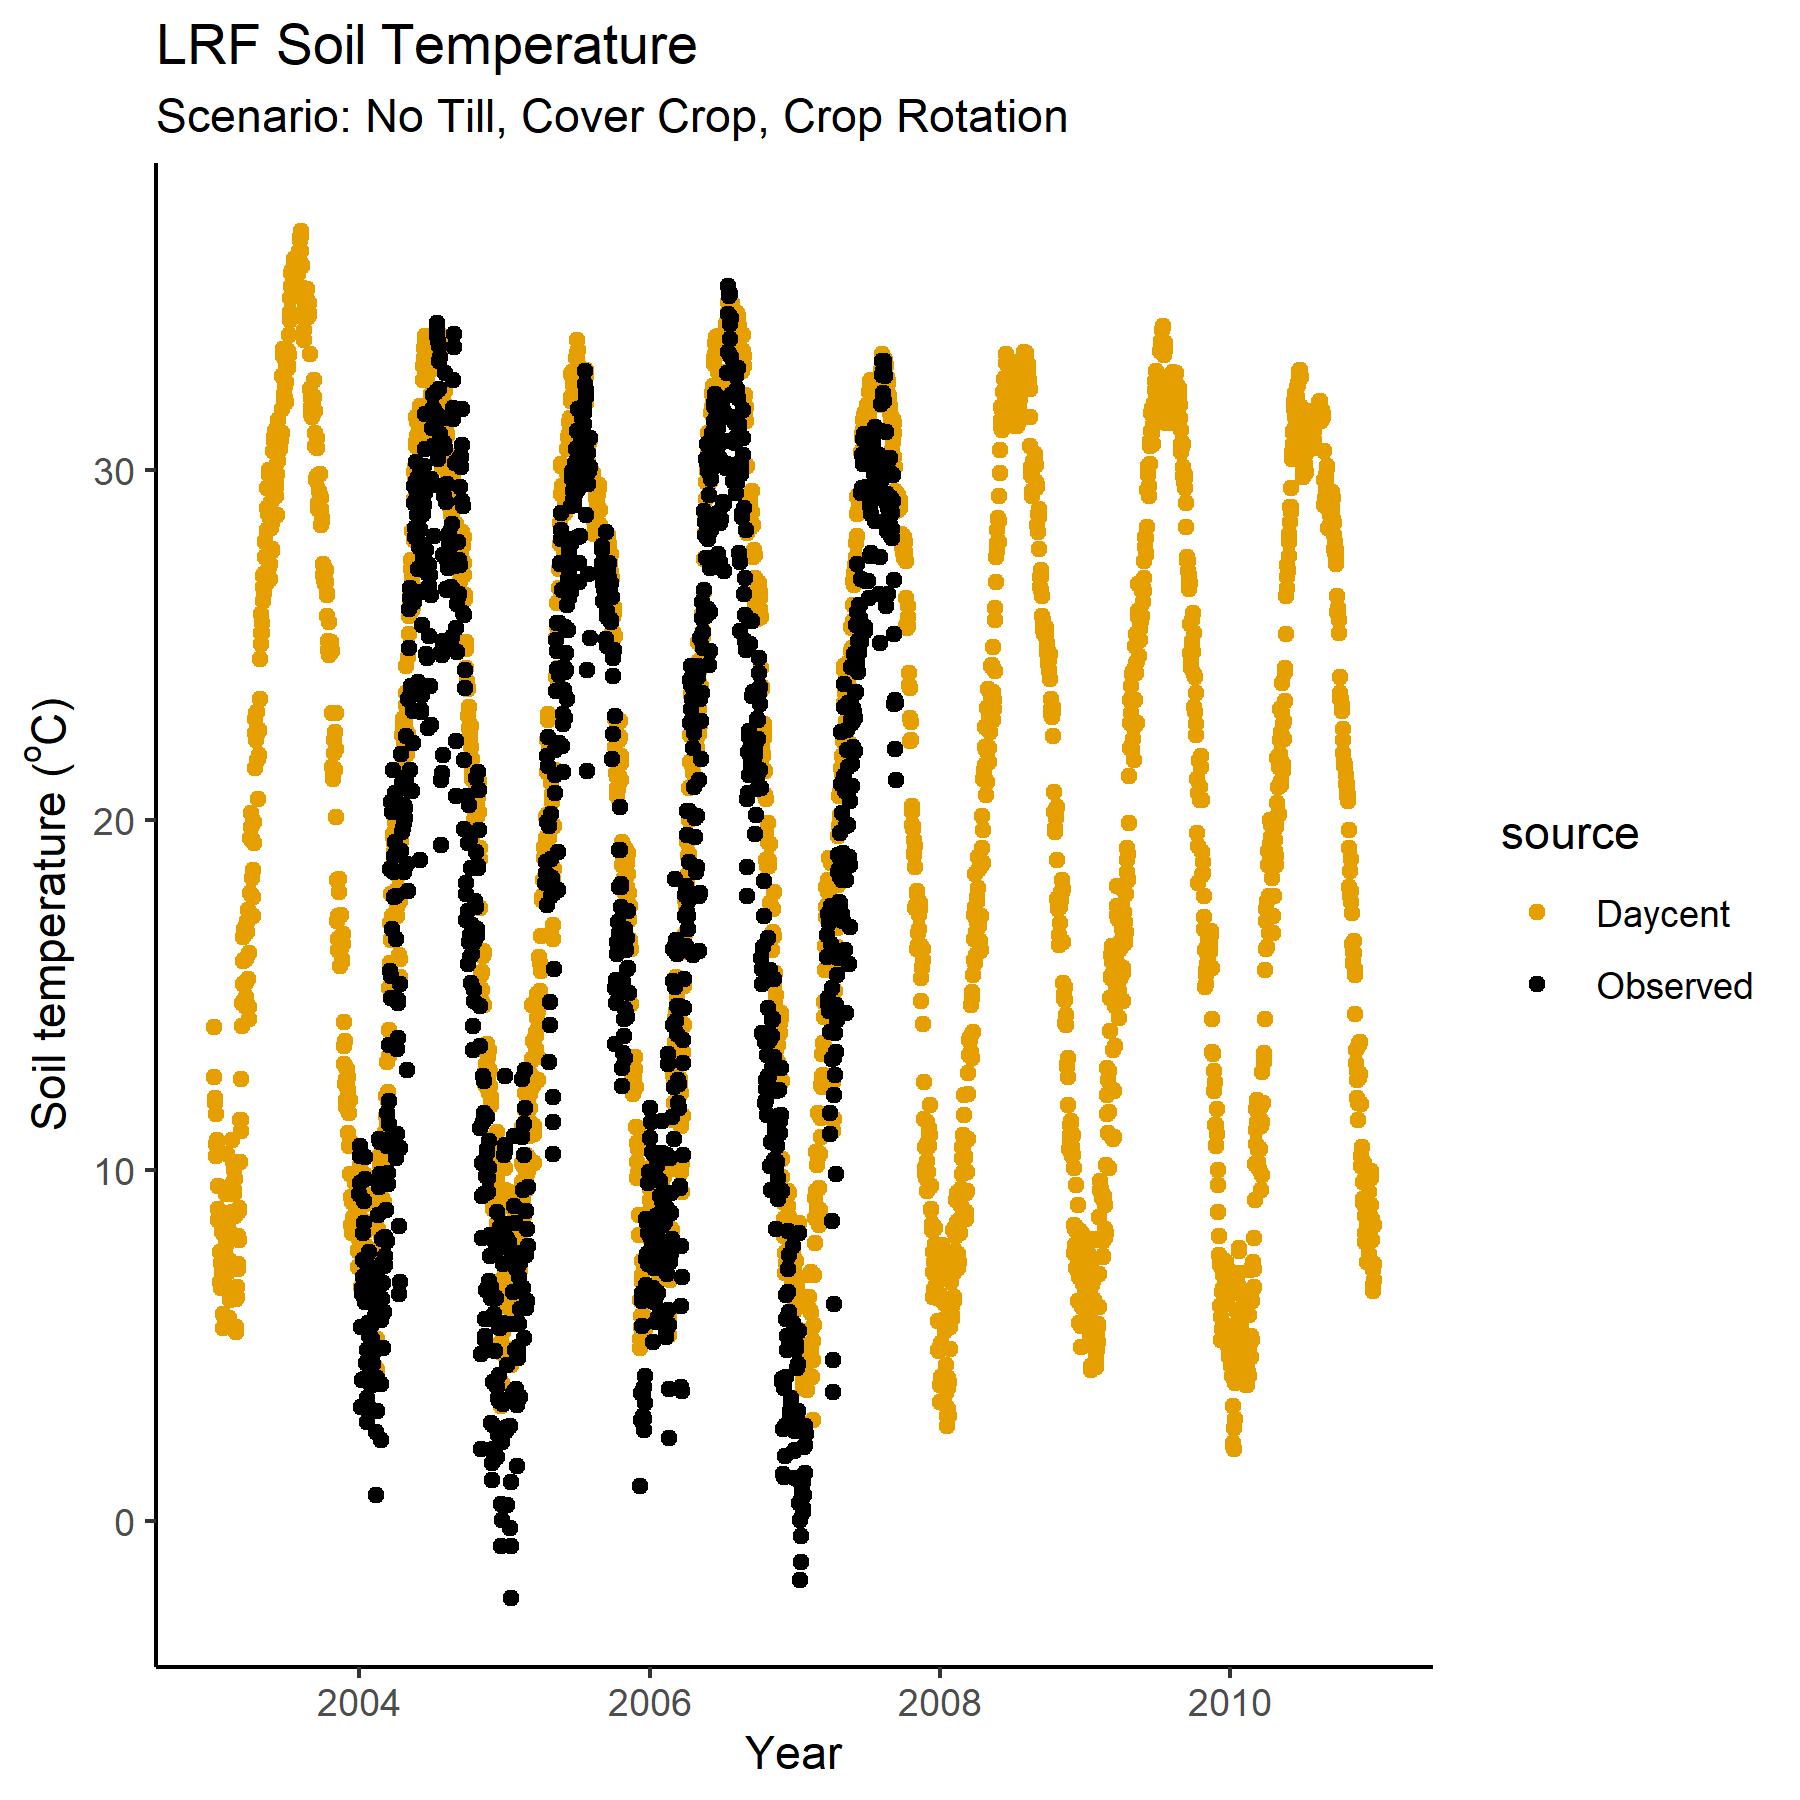 LRF Soil Temperature
Scenario: No Till, Cover Crop, Crop Rotation
Soil temperature (°C)
30
20
10
0
2004 2006 2008 2010
Year
source
Daycent
Observed